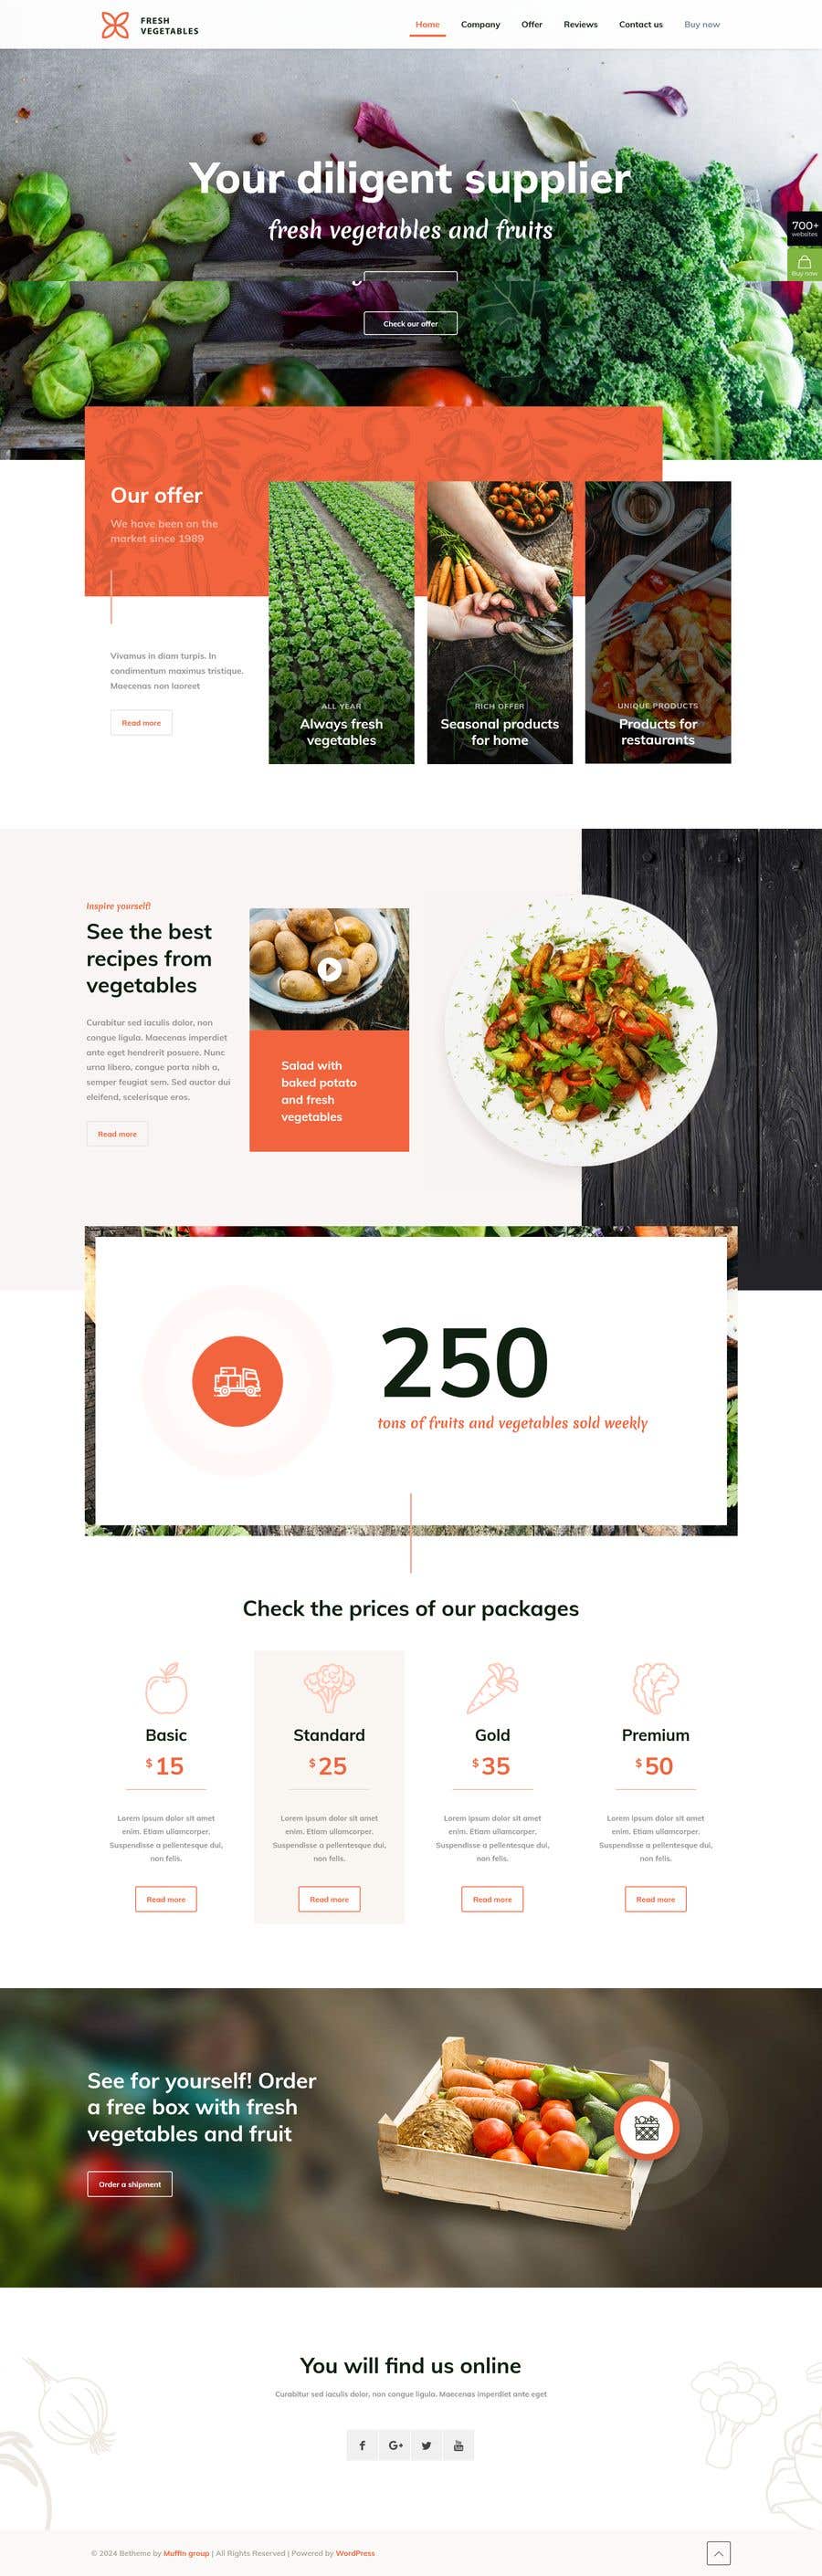 FRESH
VEGETABLES
Home Company Offer Reviews Contact us Buy now
Your diligent supplier
fresh vegetables and fruits
700+
websites
Buy now
Check our offer
Our offer
We have been on the
market since 1989
Vivamus in diam turpis. In
condimentum maximus tristique.
Maecenas non laoreet
Read more
ALL YEAR
Always fresh
vegetables
RICH OFFER
Seasonal products
for home
UNIQUE PRODUCTS
Products for
restaurants
Inspire yourself!
See the best
recipes from
vegetables
Curabitur sed iaculis dolor, non
congue ligula. Maecenas imperdiet
ante eget hendrerit posuere. Nunc
urna libero, congue porta nibh a,
semper feugiat sem. Sed auctor dui
eleifend, scelerisque eros.
Read more
Salad with
baked potato
and fresh
vegetables
250
tons of fruits and vegetables sold weekly
Check the prices of our packages
Basic
$15
Lorem ipsum dolor sit amet
enim. Etiam ullamcorper.
Suspendisse a pellentesque dui,
non felis.
Read more
Standard
$25
Lorem ipsum dolor sit amet
enim. Etiam ullamcorper.
Suspendisse a pellentesque dui,
non felis.
Read more
Gold
$35
Lorem ipsum dolor sit amet
enim. Etiam ullamcorper.
Suspendisse a pellentesque dui,
non felis.
Read more
Premium
$50
Lorem ipsum dolor sit amet
enim. Etiam ullamcorper.
Suspendisse a pellentesque dui,
non felis.
Read more
See for yourself! Order
a free box with fresh
vegetables and fruit
Order a shipment
You will find us online
Curabitur sed iaculis dolor, non congue ligula. Maecenas imperdiet ante eget
f G+ You Tube
© 2024 Betheme by Muffin group | All Rights Reserved | Powered by WordPress